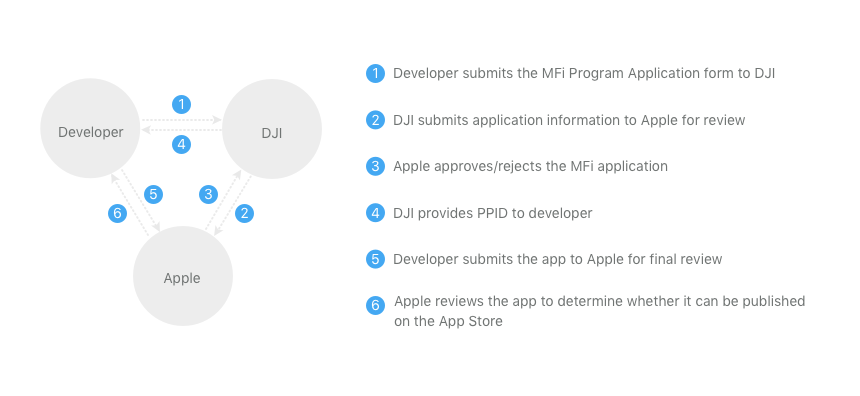 Developer
DJI
Apple
1
4
5
3
6
2
1 Developer submits the MFi Program Application form to DJI
2 DJI submits application information to Apple for review
3 Apple approves/rejects the MFi application
4 DJI provides PPID to developer
5 Developer submits the app to Apple for final review
6 Apple reviews the app to determine whether it can be published
on the App Store